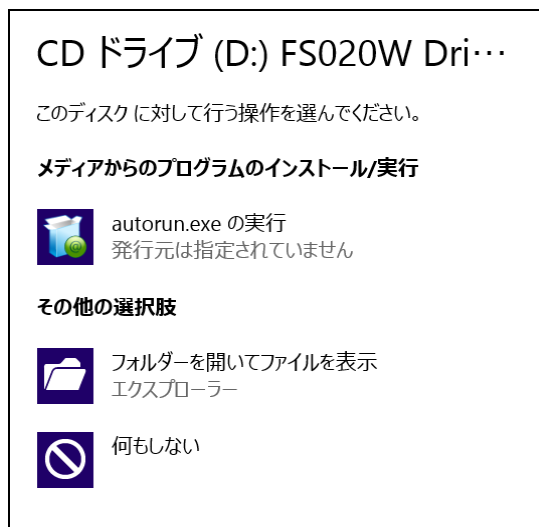 CD ドライブ (D:) FS020W Dri…
このディスクに対して行う操作を選んでください。
メディアからのプログラムのインストール/実行
autorun.exe の実行
発行元は指定されていません
その他の選択肢
フォルダーを開いてファイルを表示
エクスプローラー
何もしない